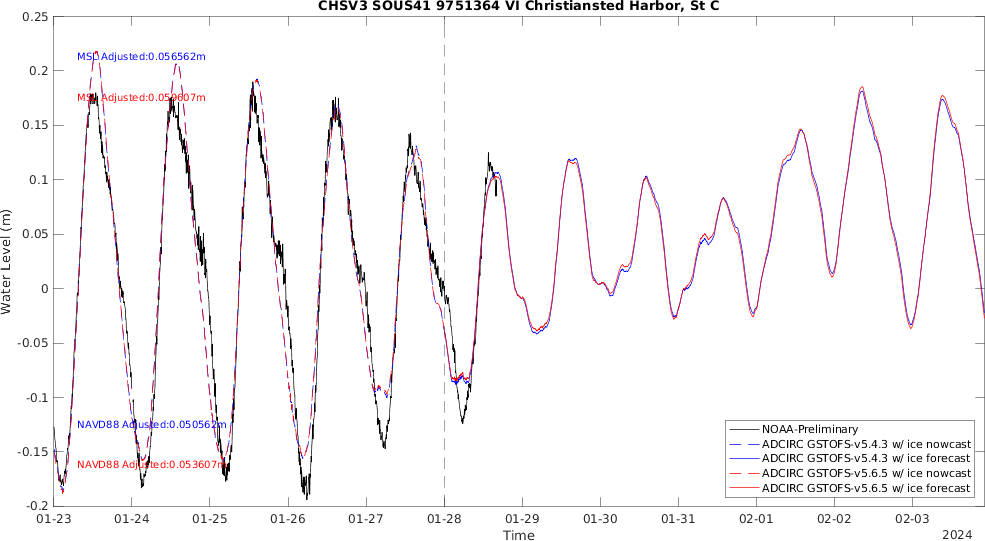 CHSV3 SOUS41 9751364 VI Christiansted Harbor, St C
0.25
0.2
0.15
0.1
0.05
0
-0.05
-0.1
-0.15
-0.2
Water Level (m)
MSL Adjusted:0.056562m
MSL Adjusted:0.059607m
NAVD88 Adjusted:0.050562m
NAVD88 Adjusted:0.053607m
NOAA-Preliminary
ADCIRC GSTOFS-v5.4.3 w/ ice nowcast
ADCIRC GSTOFS-v5.4.3 w/ ice forecast
ADCIRC GSTOFS-v5.6.5 w/ ice nowcast
ADCIRC GSTOFS-v5.6.5 w/ ice forecast
01-23 01-24 01-25 01-26 01-27 01-28 01-29 01-30 01-31 02-01 02-02 02-03
Time
2024